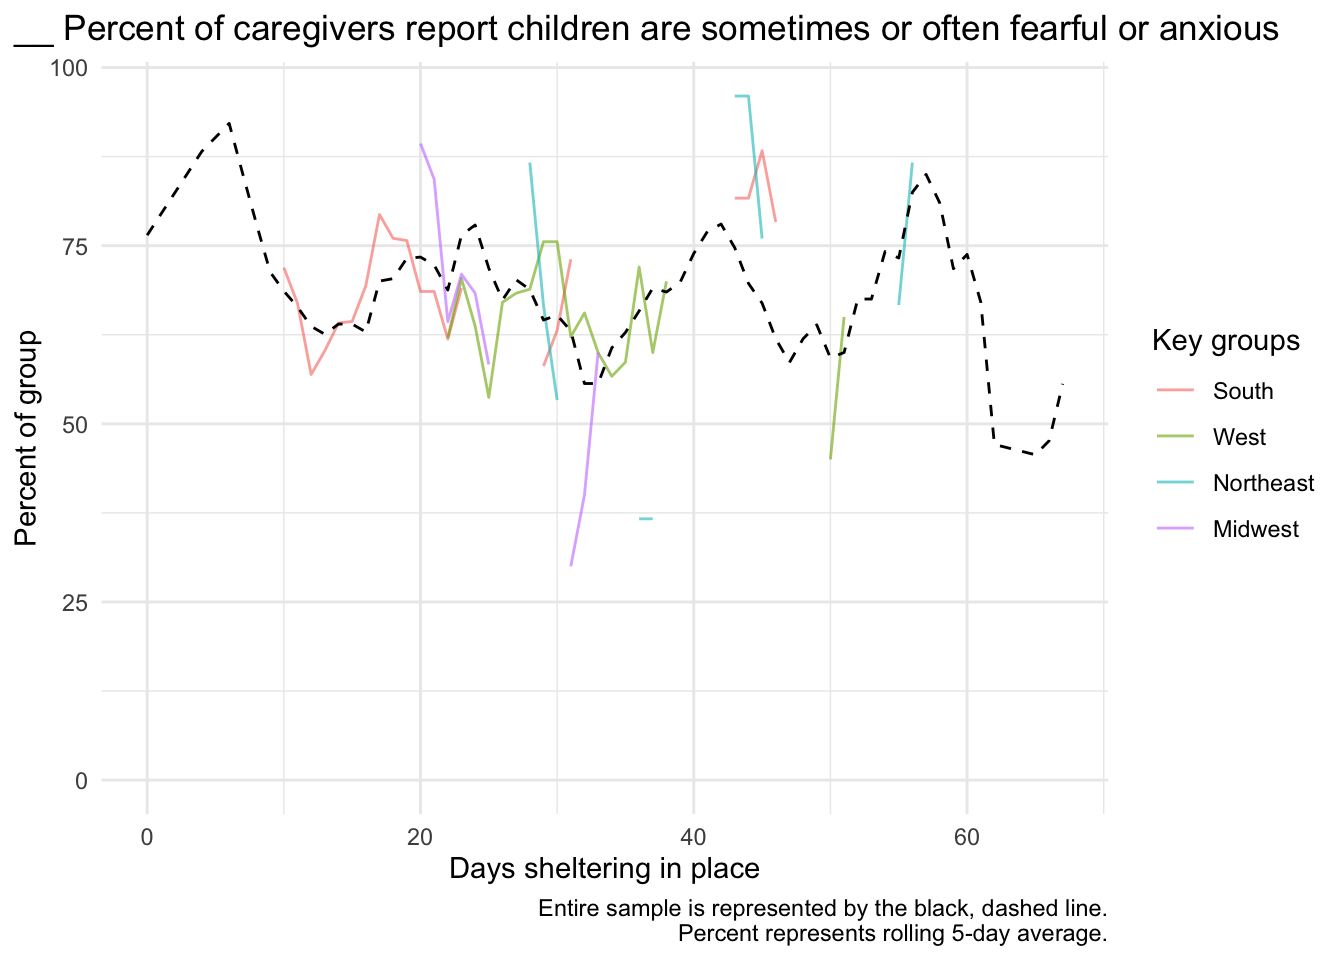 __ Percent of caregivers report children are sometimes or often fearful or anxious
100
75
50
25
0
Percent of group
0 20 40 60
Days sheltering in place
Key groups
South
West
Northeast
Midwest
Entire sample is represented by the black, dashed line.
Percent represents rolling 5-day average.